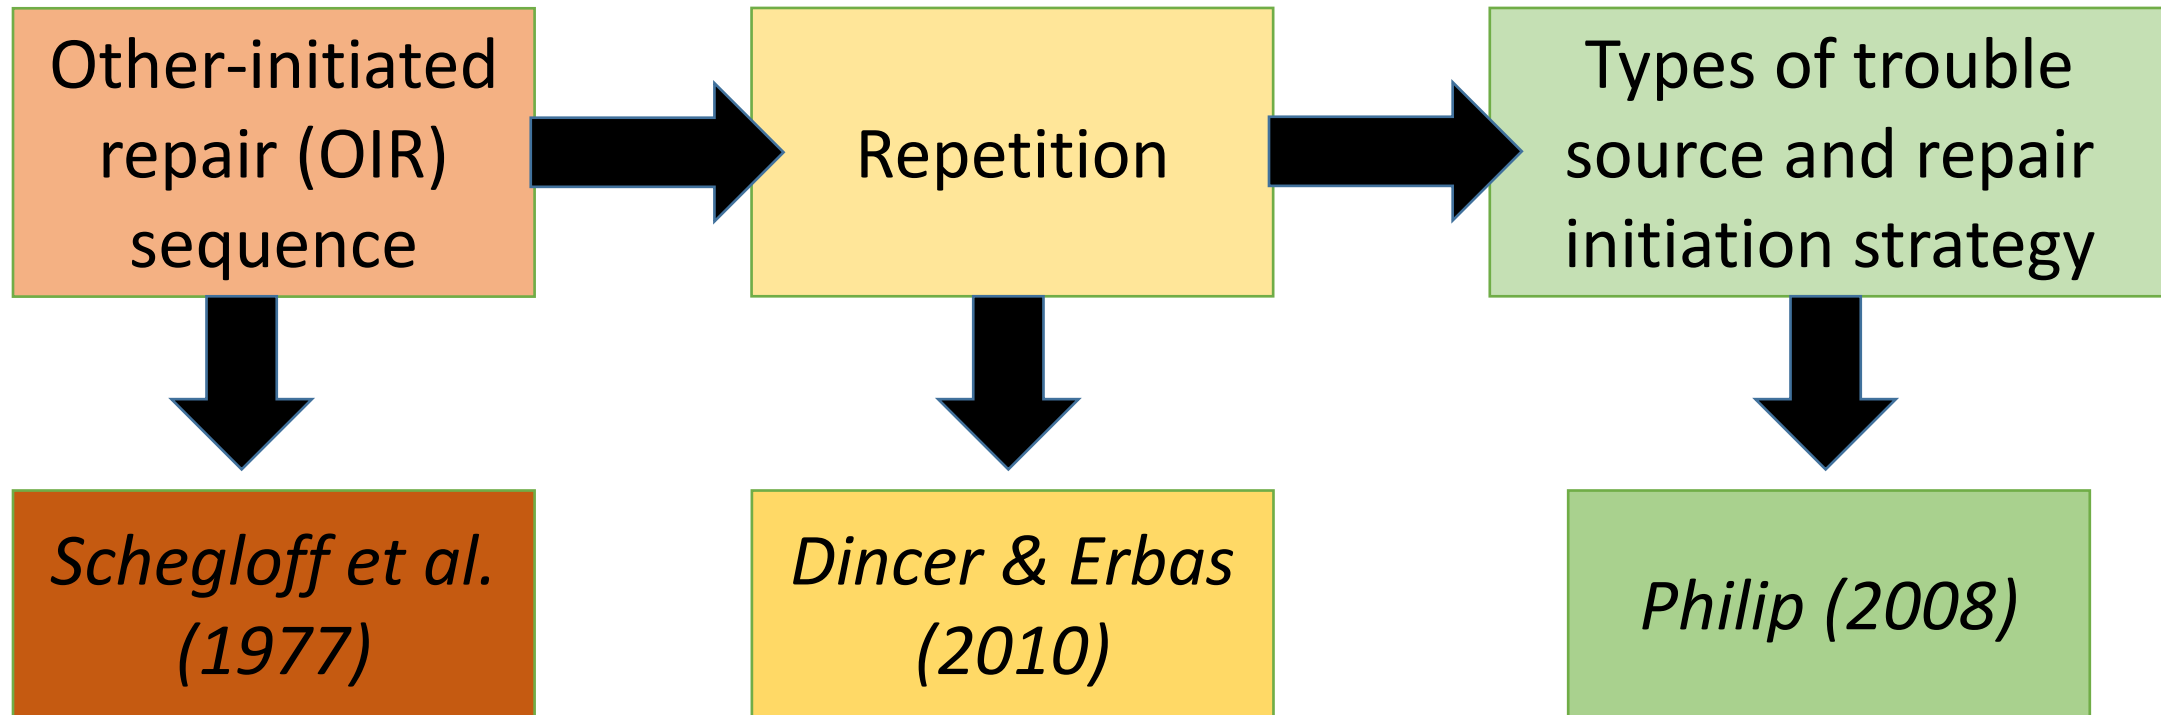 Other-initiated
repair (OIR)
sequence
Repetition
Types of trouble
source and repair
initiation strategy
Schegloff et al.
(1977)
Dincer & Erbas
(2010)
Philip (2008)